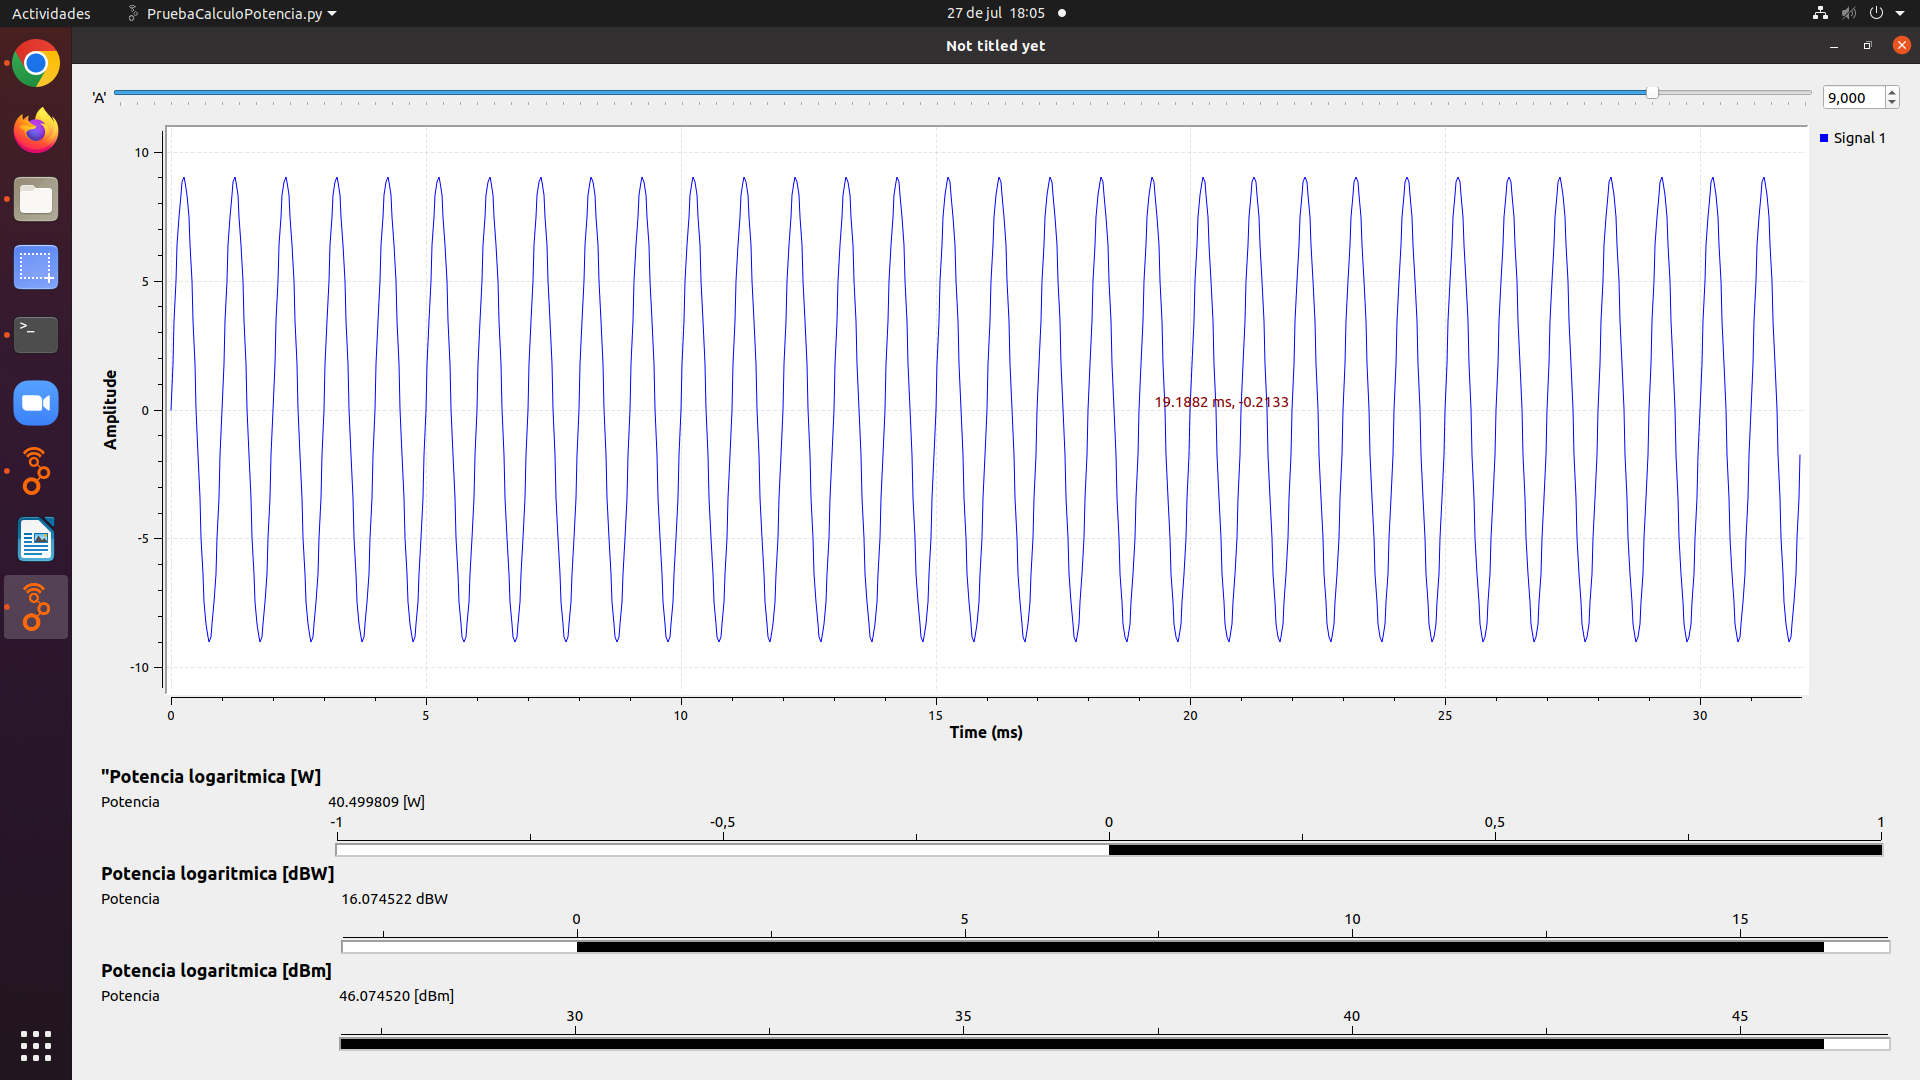 Actividades
PruebaCalculoPotencia.py
27 de jul 18:05
Not titled yet
'A'
9,000
Signal 1
10
5
0
-5
-10
Amplitude
19.1882 ms, -0.2133
0 5 10 15 20 25 30
Time (ms)
"Potencia logaritmica [W]
Potencia 40.499809 [W]
-1 -0,5 0 0,5 1
Potencia logaritmica [dBW]
Potencia 16.074522 dBW
0 5 10 15
Potencia logaritmica [dBm]
Potencia 46.074520 [dBm]
30 35 40 45